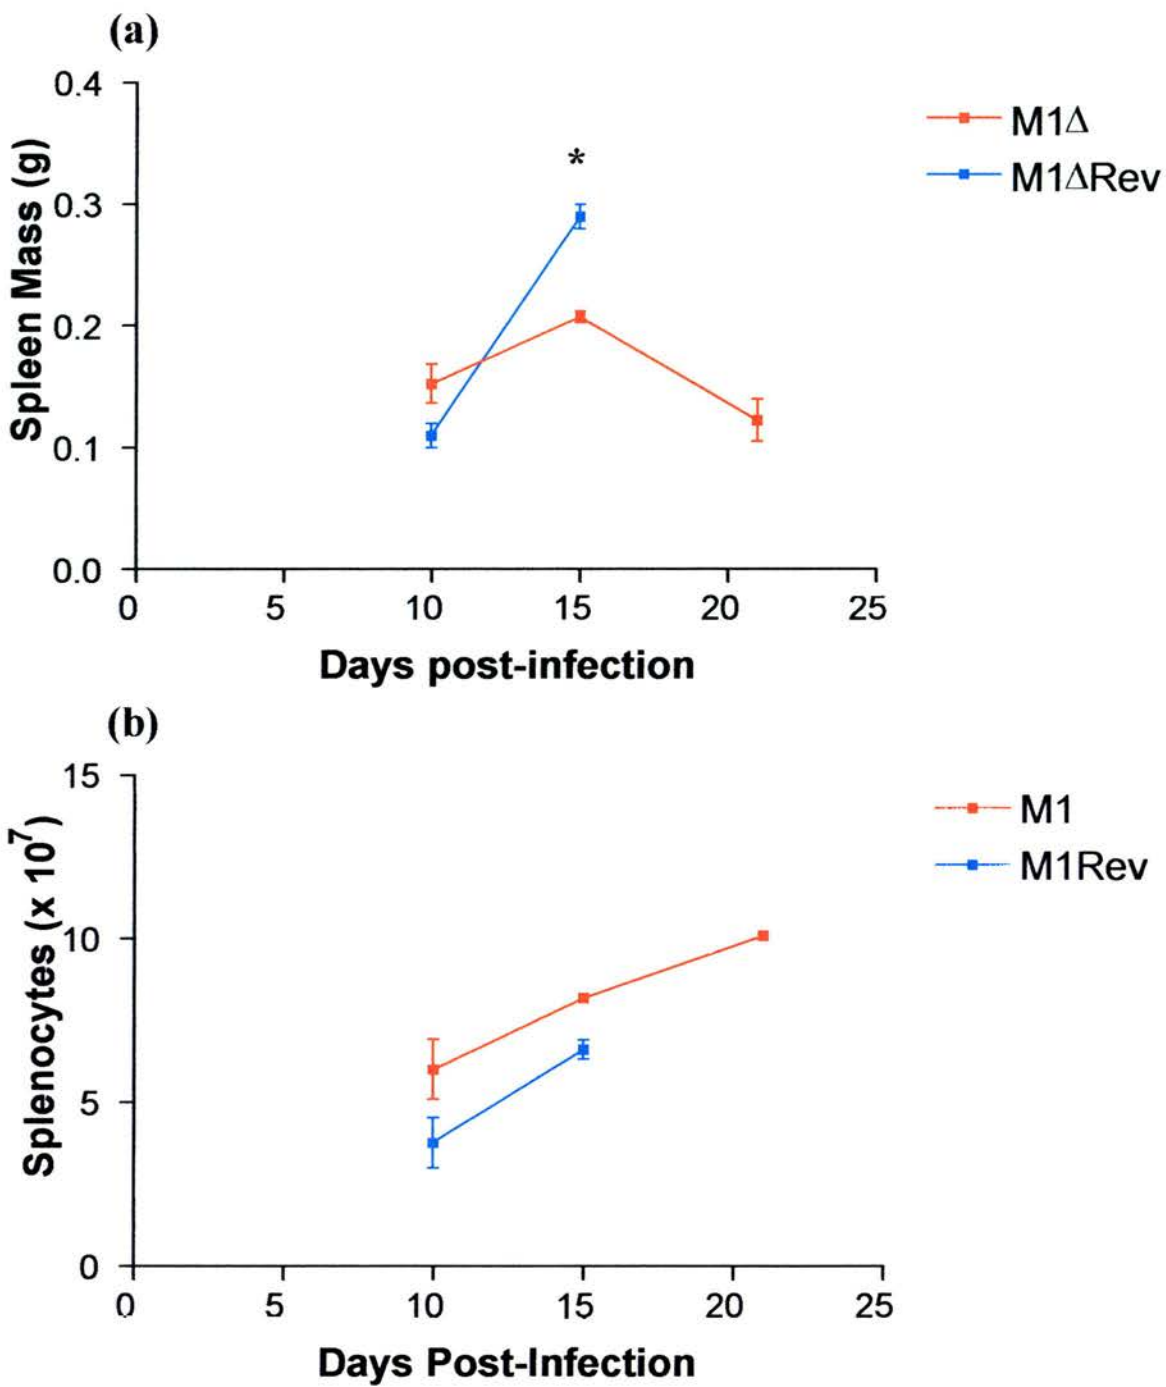 (a)
0.4
0.3
0.2
0.1
0.0
Spleen Mass (g)
*
M1Δ
M1ΔRev
0 5 10 15 20 25
Days post-infection
(b)
15
10
5
0
Splenocytes (x 10⁷)
M1
M1Rev
0 5 10 15 20 25
Days Post-Infection